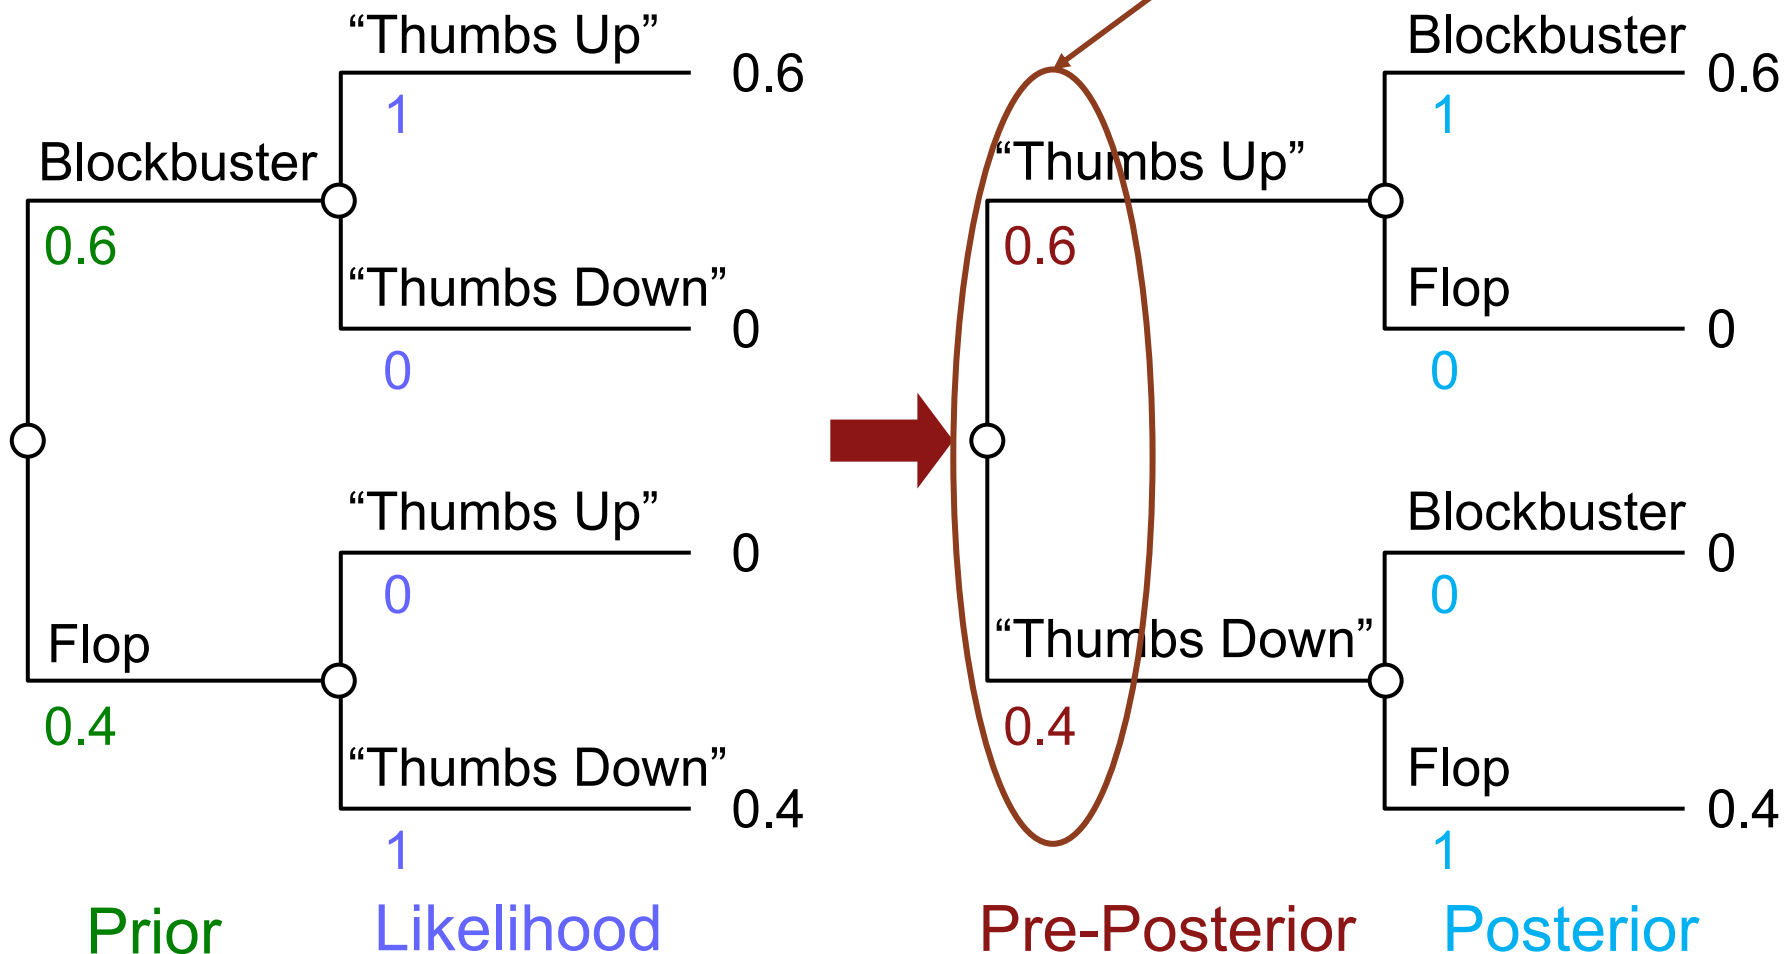 “Thumbs Up”
0.6
1
Blockbuster
0.6
“Thumbs Down”
0
0
“Thumbs Up”
0
0
Flop
0.4
“Thumbs Down”
0.4
1
Prior
Likelihood
Blockbuster
0.6
1
“Thumbs Up”
0.6
Flop
0
0
Blockbuster
0
0
“Thumbs Down”
0.4
Flop
0.4
1
Pre-Posterior
Posterior